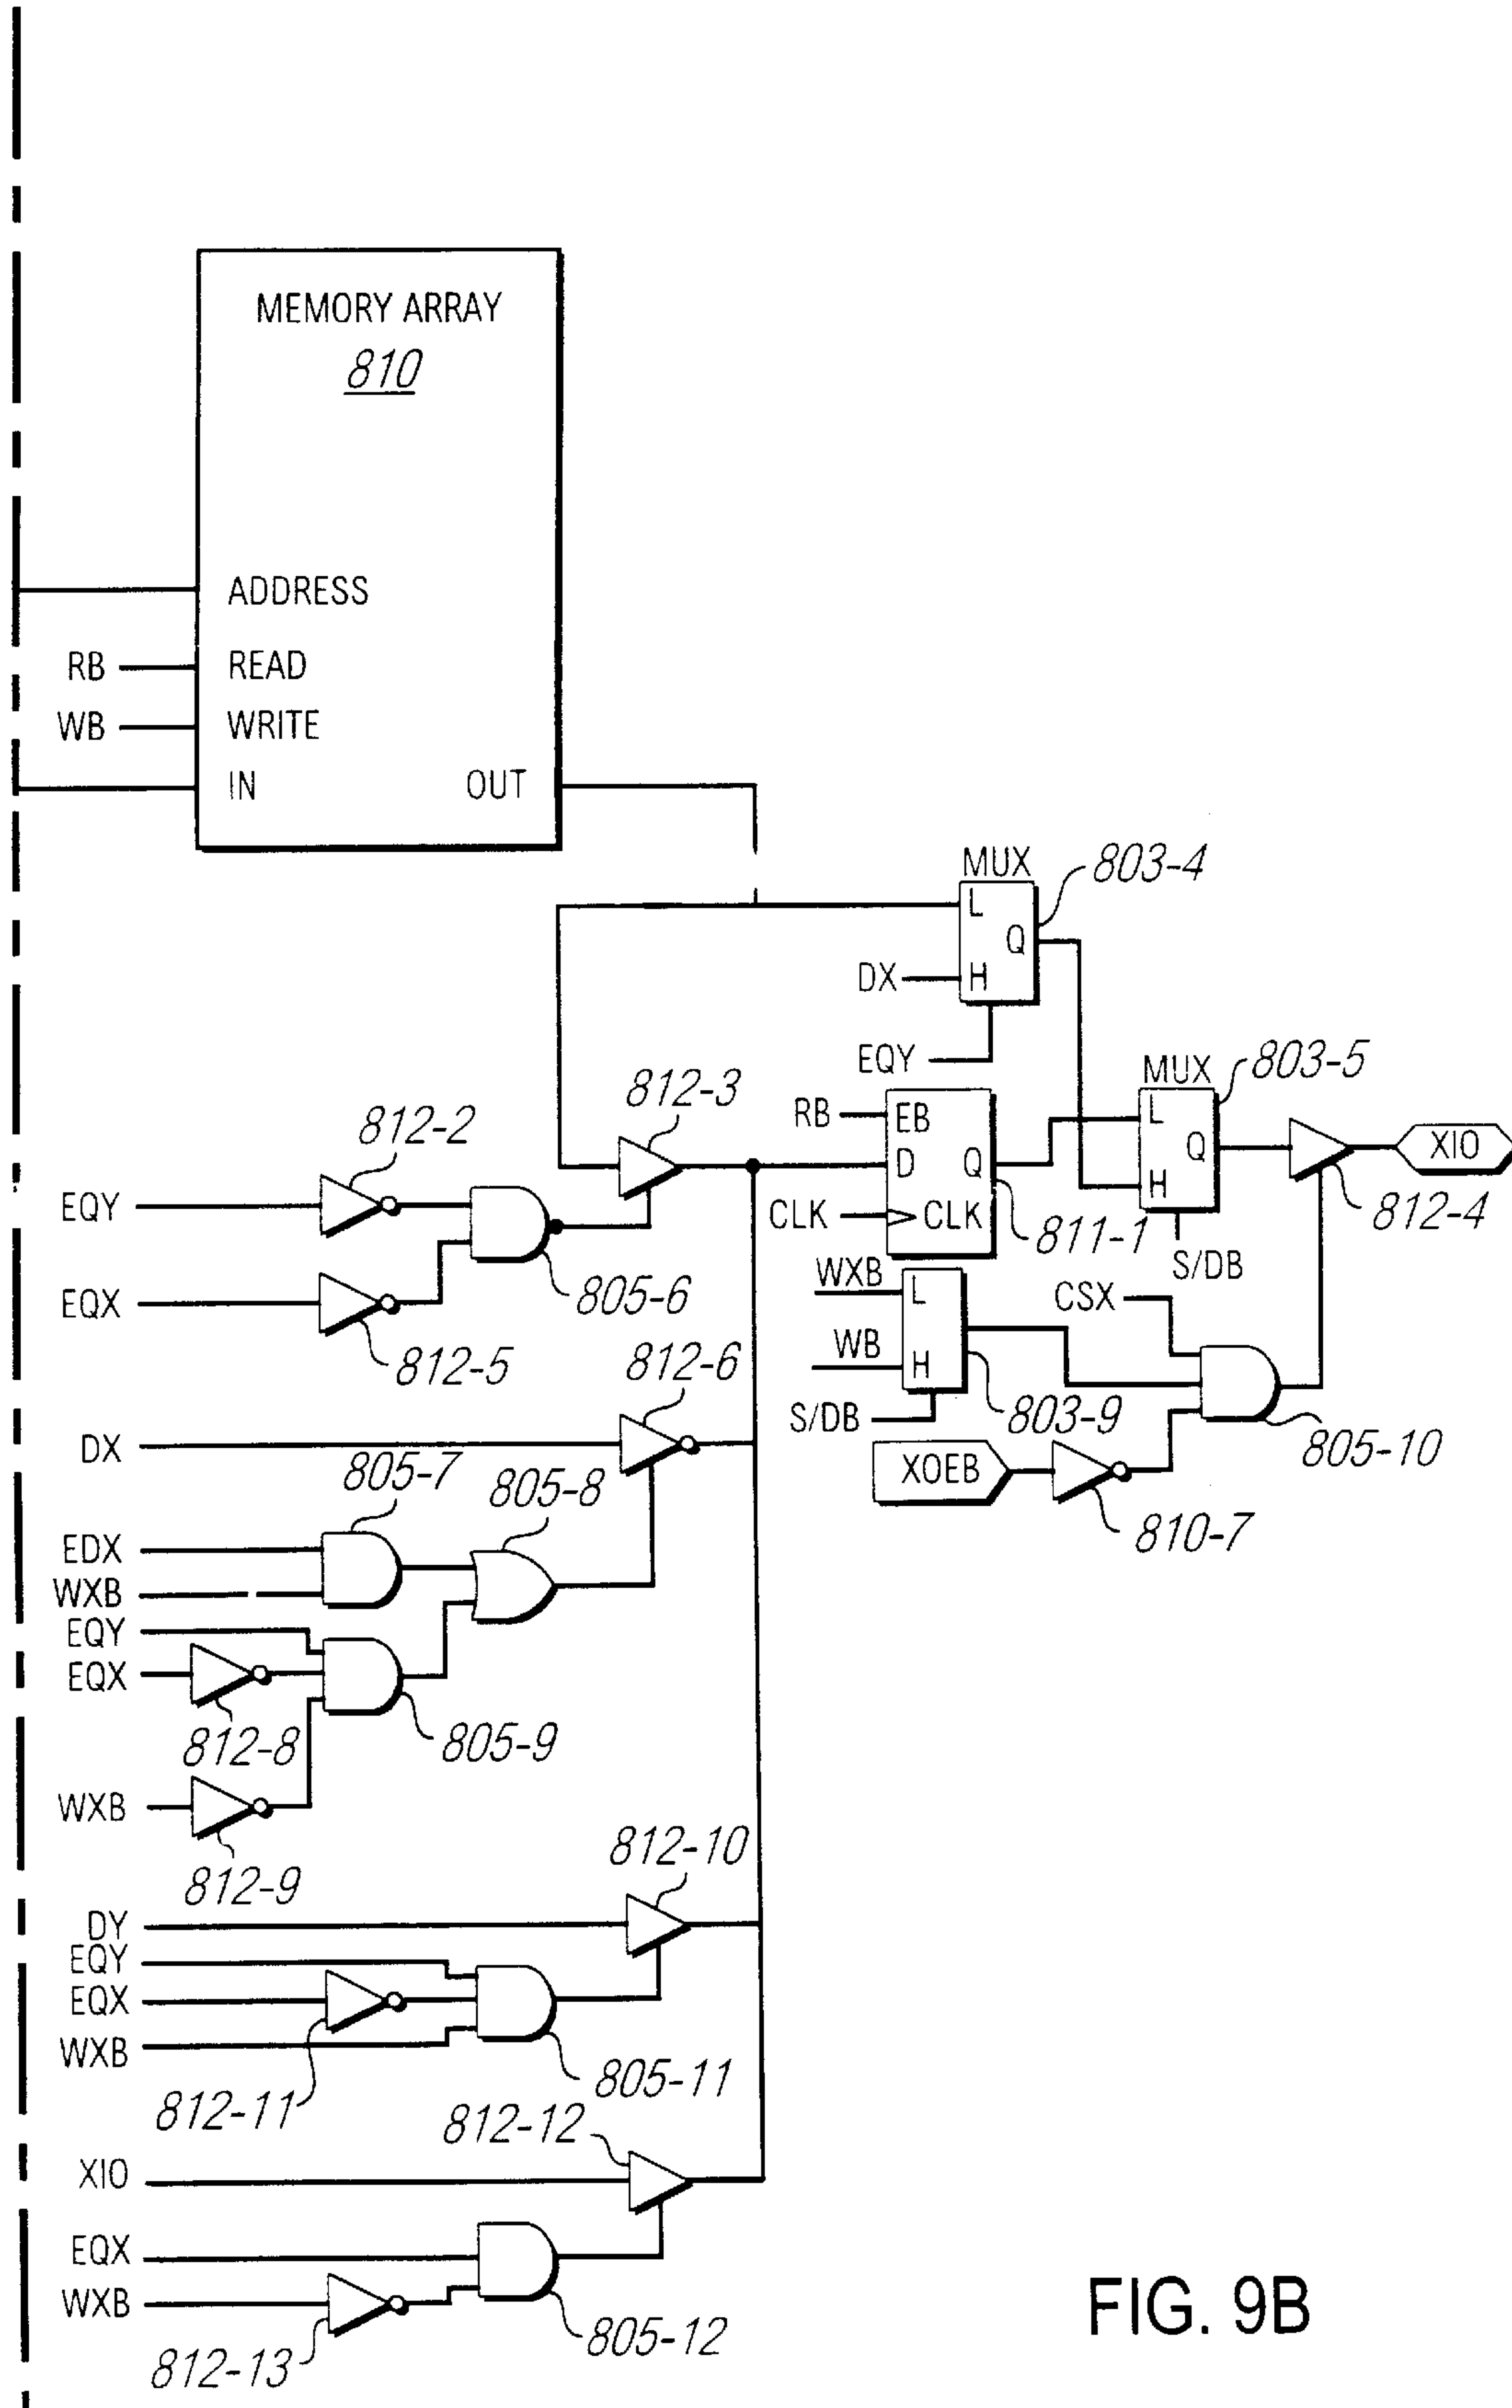 MEMORY ARRAY
810
ADDRESS
RB
READ
WB
WRITE
IN
OUT
MUX
803-4
L
Q
DX
H
EQY
MUX
803-5
812-3
RB
EB
L
812-2
D
Q
Q
XIO
H
EQY
CLK
CLK
811-1
812-4
S/DB
805-6
WXB
L
CSX
EQX
812-5
812-6
WB
H
803-9
S/DB
805-10
DX
805-7
805-8
XOEB
810-7
EDX
WXB
EQY
EQX
812-8
805-9
WXB
812-9
812-10
DY
EQY
EQX
WXB
805-11
812-11
812-12
XIO
EQX
WXB
805-12
812-13
FIG. 9B